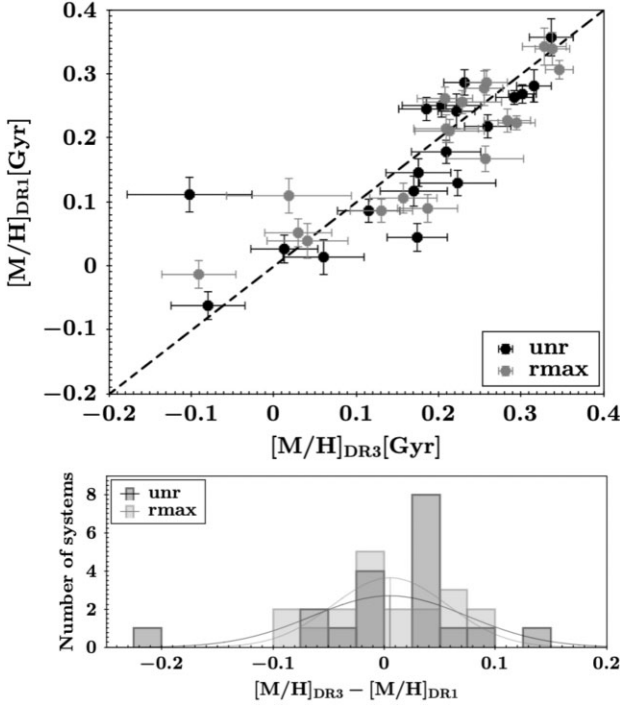 0.4
0.3
0.2
0.1
0
−0.1
−0.2
[M/H]DR1[Gyr]
unr
rmax
−0.2 −0.1 0 0.1 0.2 0.3 0.4
[M/H]DR3[Gyr]
8
6
4
2
0
Number of systems
unr
rmax
−0.2 −0.1 0 0.1 0.2
[M/H]DR3 − [M/H]DR1